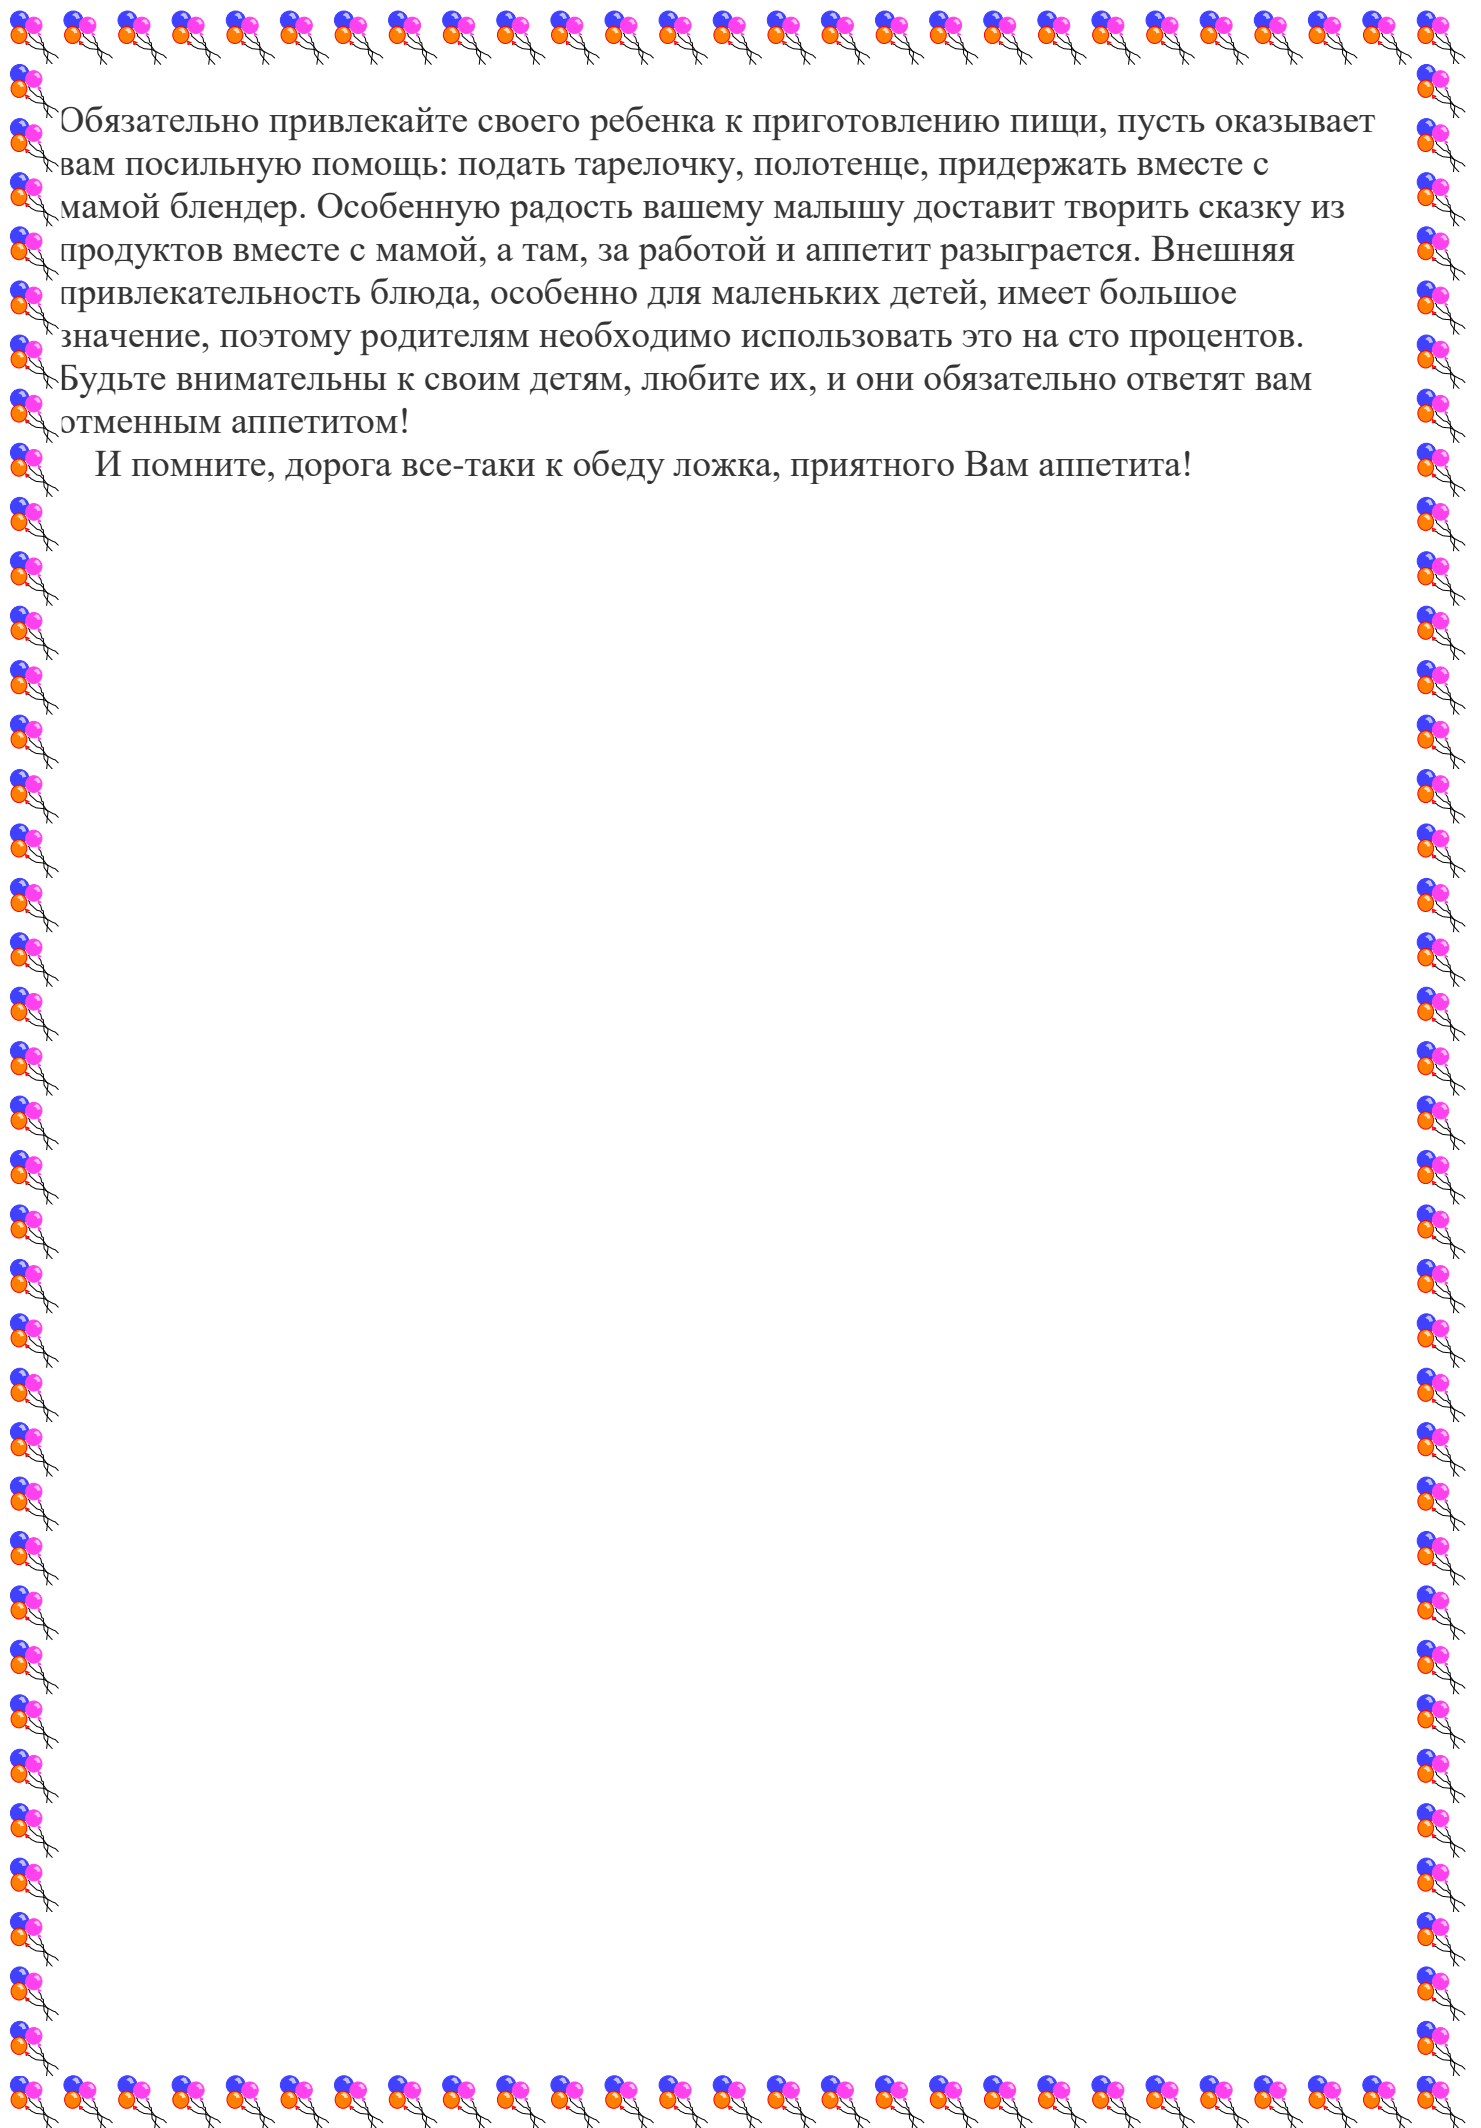 Обязательно привлекайте своего ребенка к приготовлению пищи, пусть оказывает
вам посильную помощь: подать тарелочку, полотенце, придержать вместе с
мамой блендер. Особенную радость вашему малышу доставит творить сказку из
продуктов вместе с мамой, а там, за работой и аппетит разыграется. Внешняя
привлекательность блюда, особенно для маленьких детей, имеет большое
значение, поэтому родителям необходимо использовать это на сто процентов.
Будьте внимательны к своим детям, любите их, и они обязательно ответят вам
отменным аппетитом!
И помните, дорога все-таки к обеду ложка, приятного Вам аппетита!